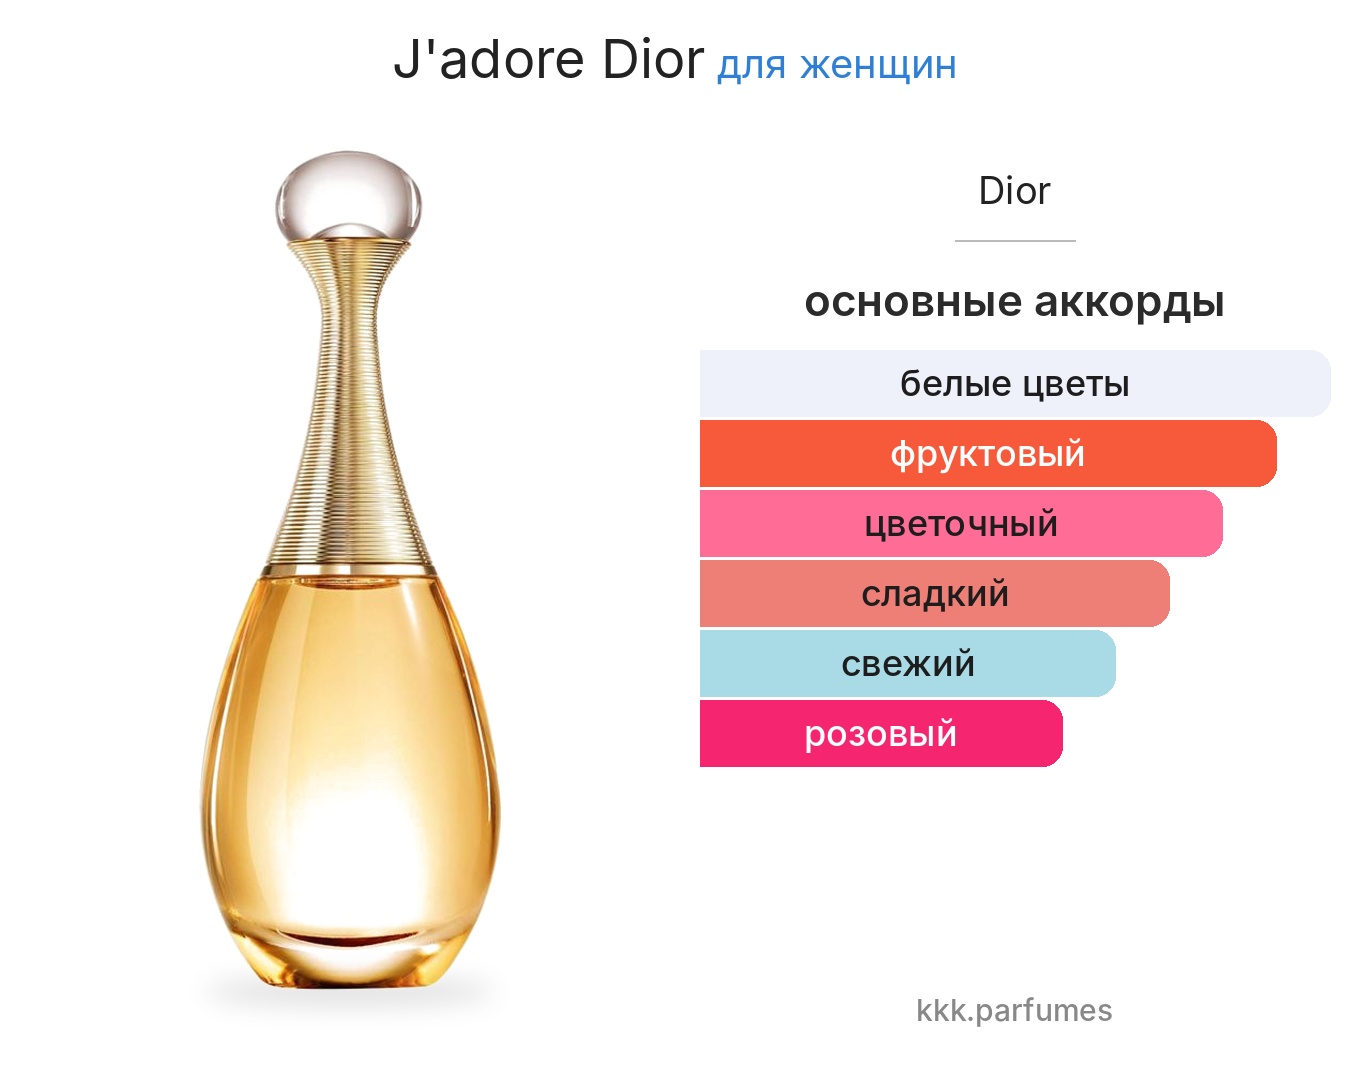 J'adore Dior для женщин
Dior
основные аккорды
белые цветы
фруктовый
цветочный
сладкий
свежий
розовый
kkk.parfumes